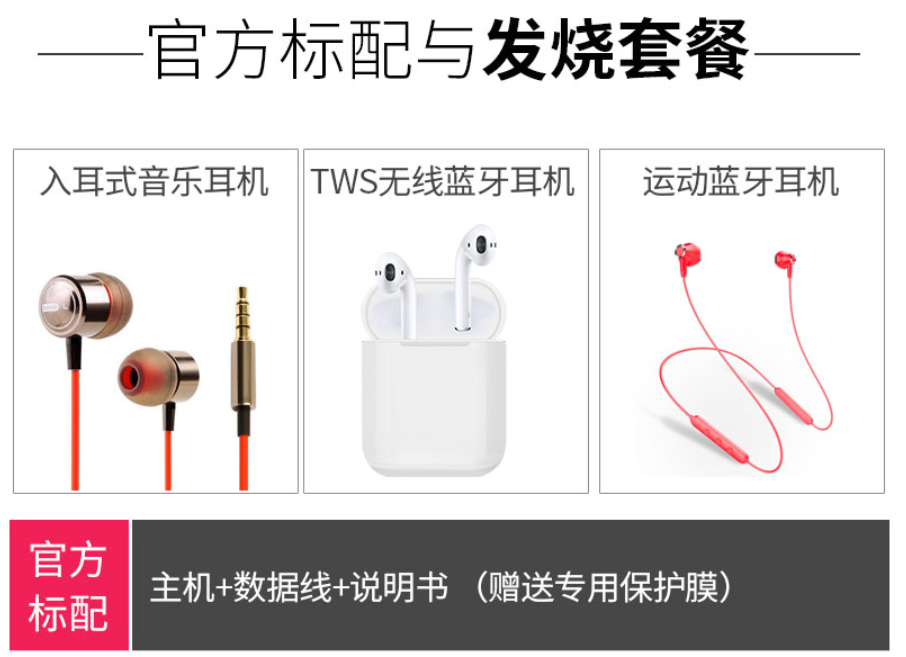 官方标配与发烧套餐
入耳式音乐耳机
TWS无线蓝牙耳机
运动蓝牙耳机
官方
标配
主机+数据线+说明书 （赠送专用保护膜）